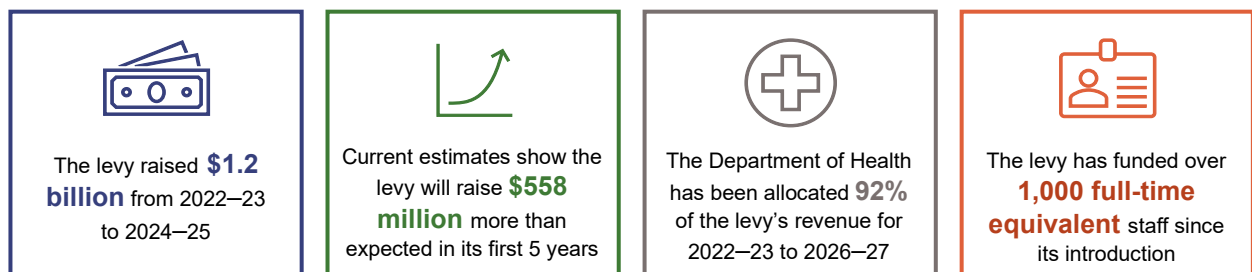 The levy raised $1.2
billion from 2022–23
to 2024–25
Current estimates show the
levy will raise $558
million more than
expected in its first 5 years
The Department of Health
has been allocated 92%
of the levy's revenue for
2022–23 to 2026–27
The levy has funded over
1,000 full-time
equivalent staff since
its introduction